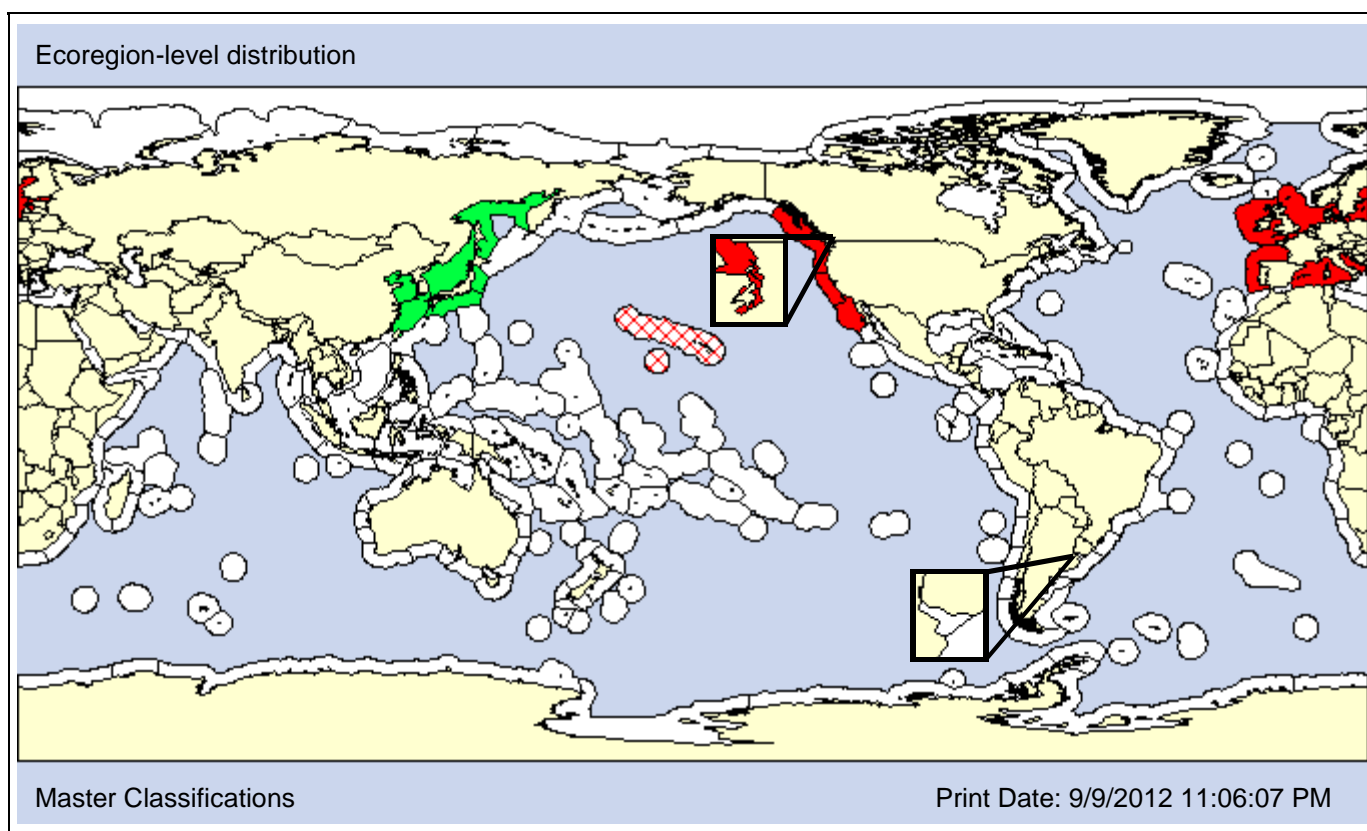 Ecoregion-level distribution
Master Classifications
Print Date: 9/9/2012 11:06:07 PM